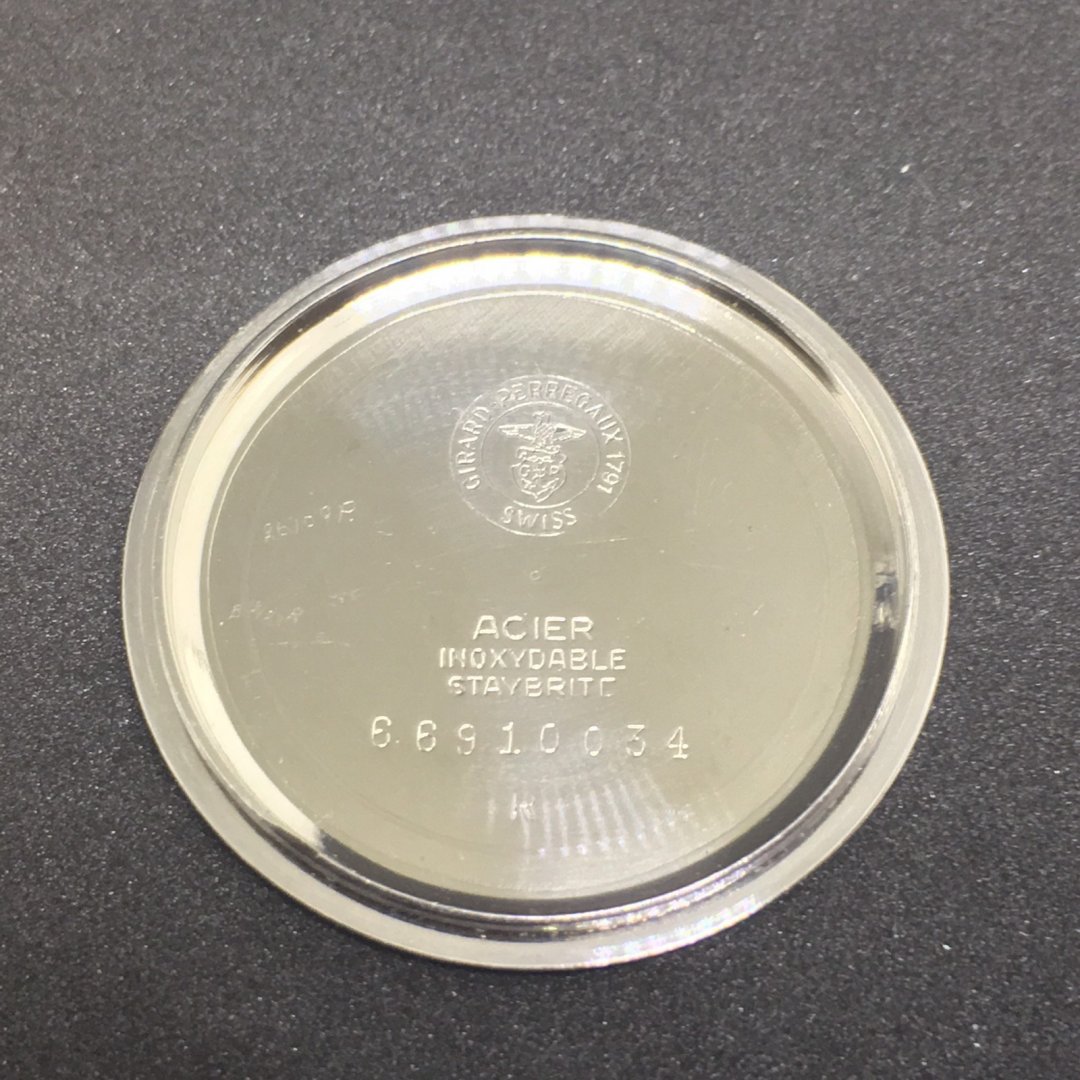 GIRARD-PERREGAUX 1791
SWISS
ACIER
INOXYDABLE
STAYBRITE
66910034